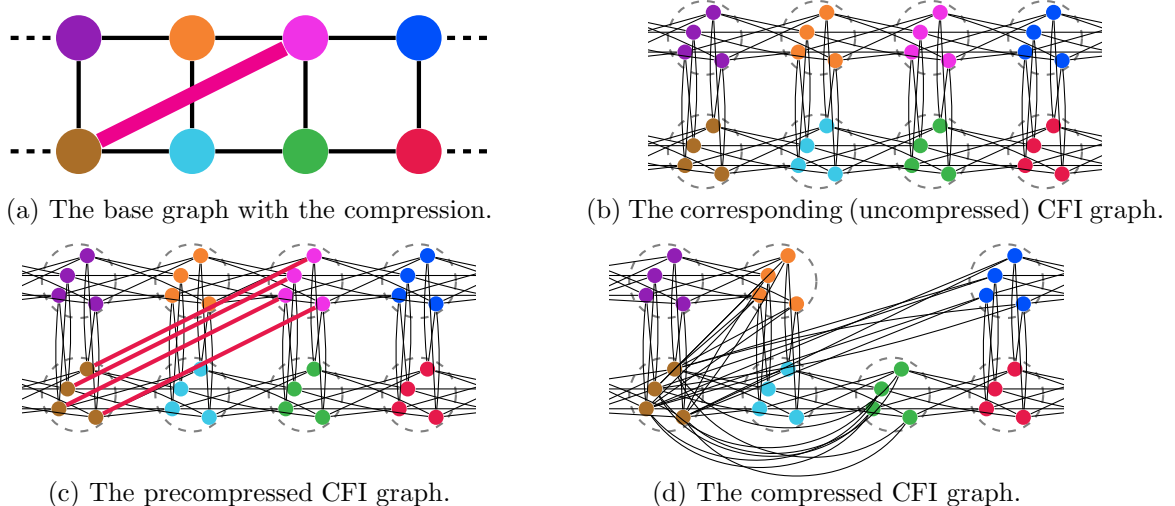 (a) The base graph with the compression.
(b) The corresponding (uncompressed) CFI graph.
(c) The precompressed CFI graph.
(d) The compressed CFI graph.